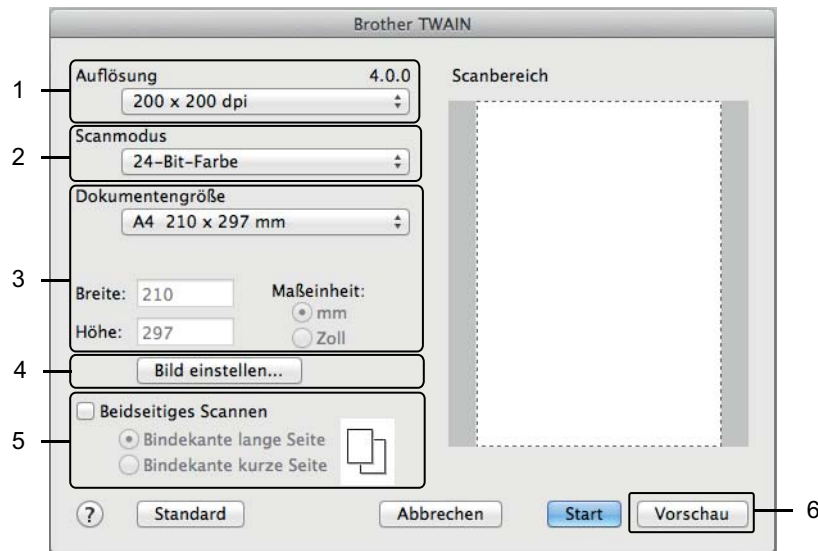 Brother TWAIN
1
Auflösung 4.0.0
200 x 200 dpi
2
Scanmodus
24-Bit-Farbe
3
Dokumentengröße
A4 210 x 297 mm
Breite: 210
Höhe: 297
Maßeinheit:
mm
Zoll
4
Bild einstellen...
5
Beidseitiges Scannen
Bindekante lange Seite
Bindekante kurze Seite
Scanbereich
?
Standard
Abbrechen
Start
Vorschau
6